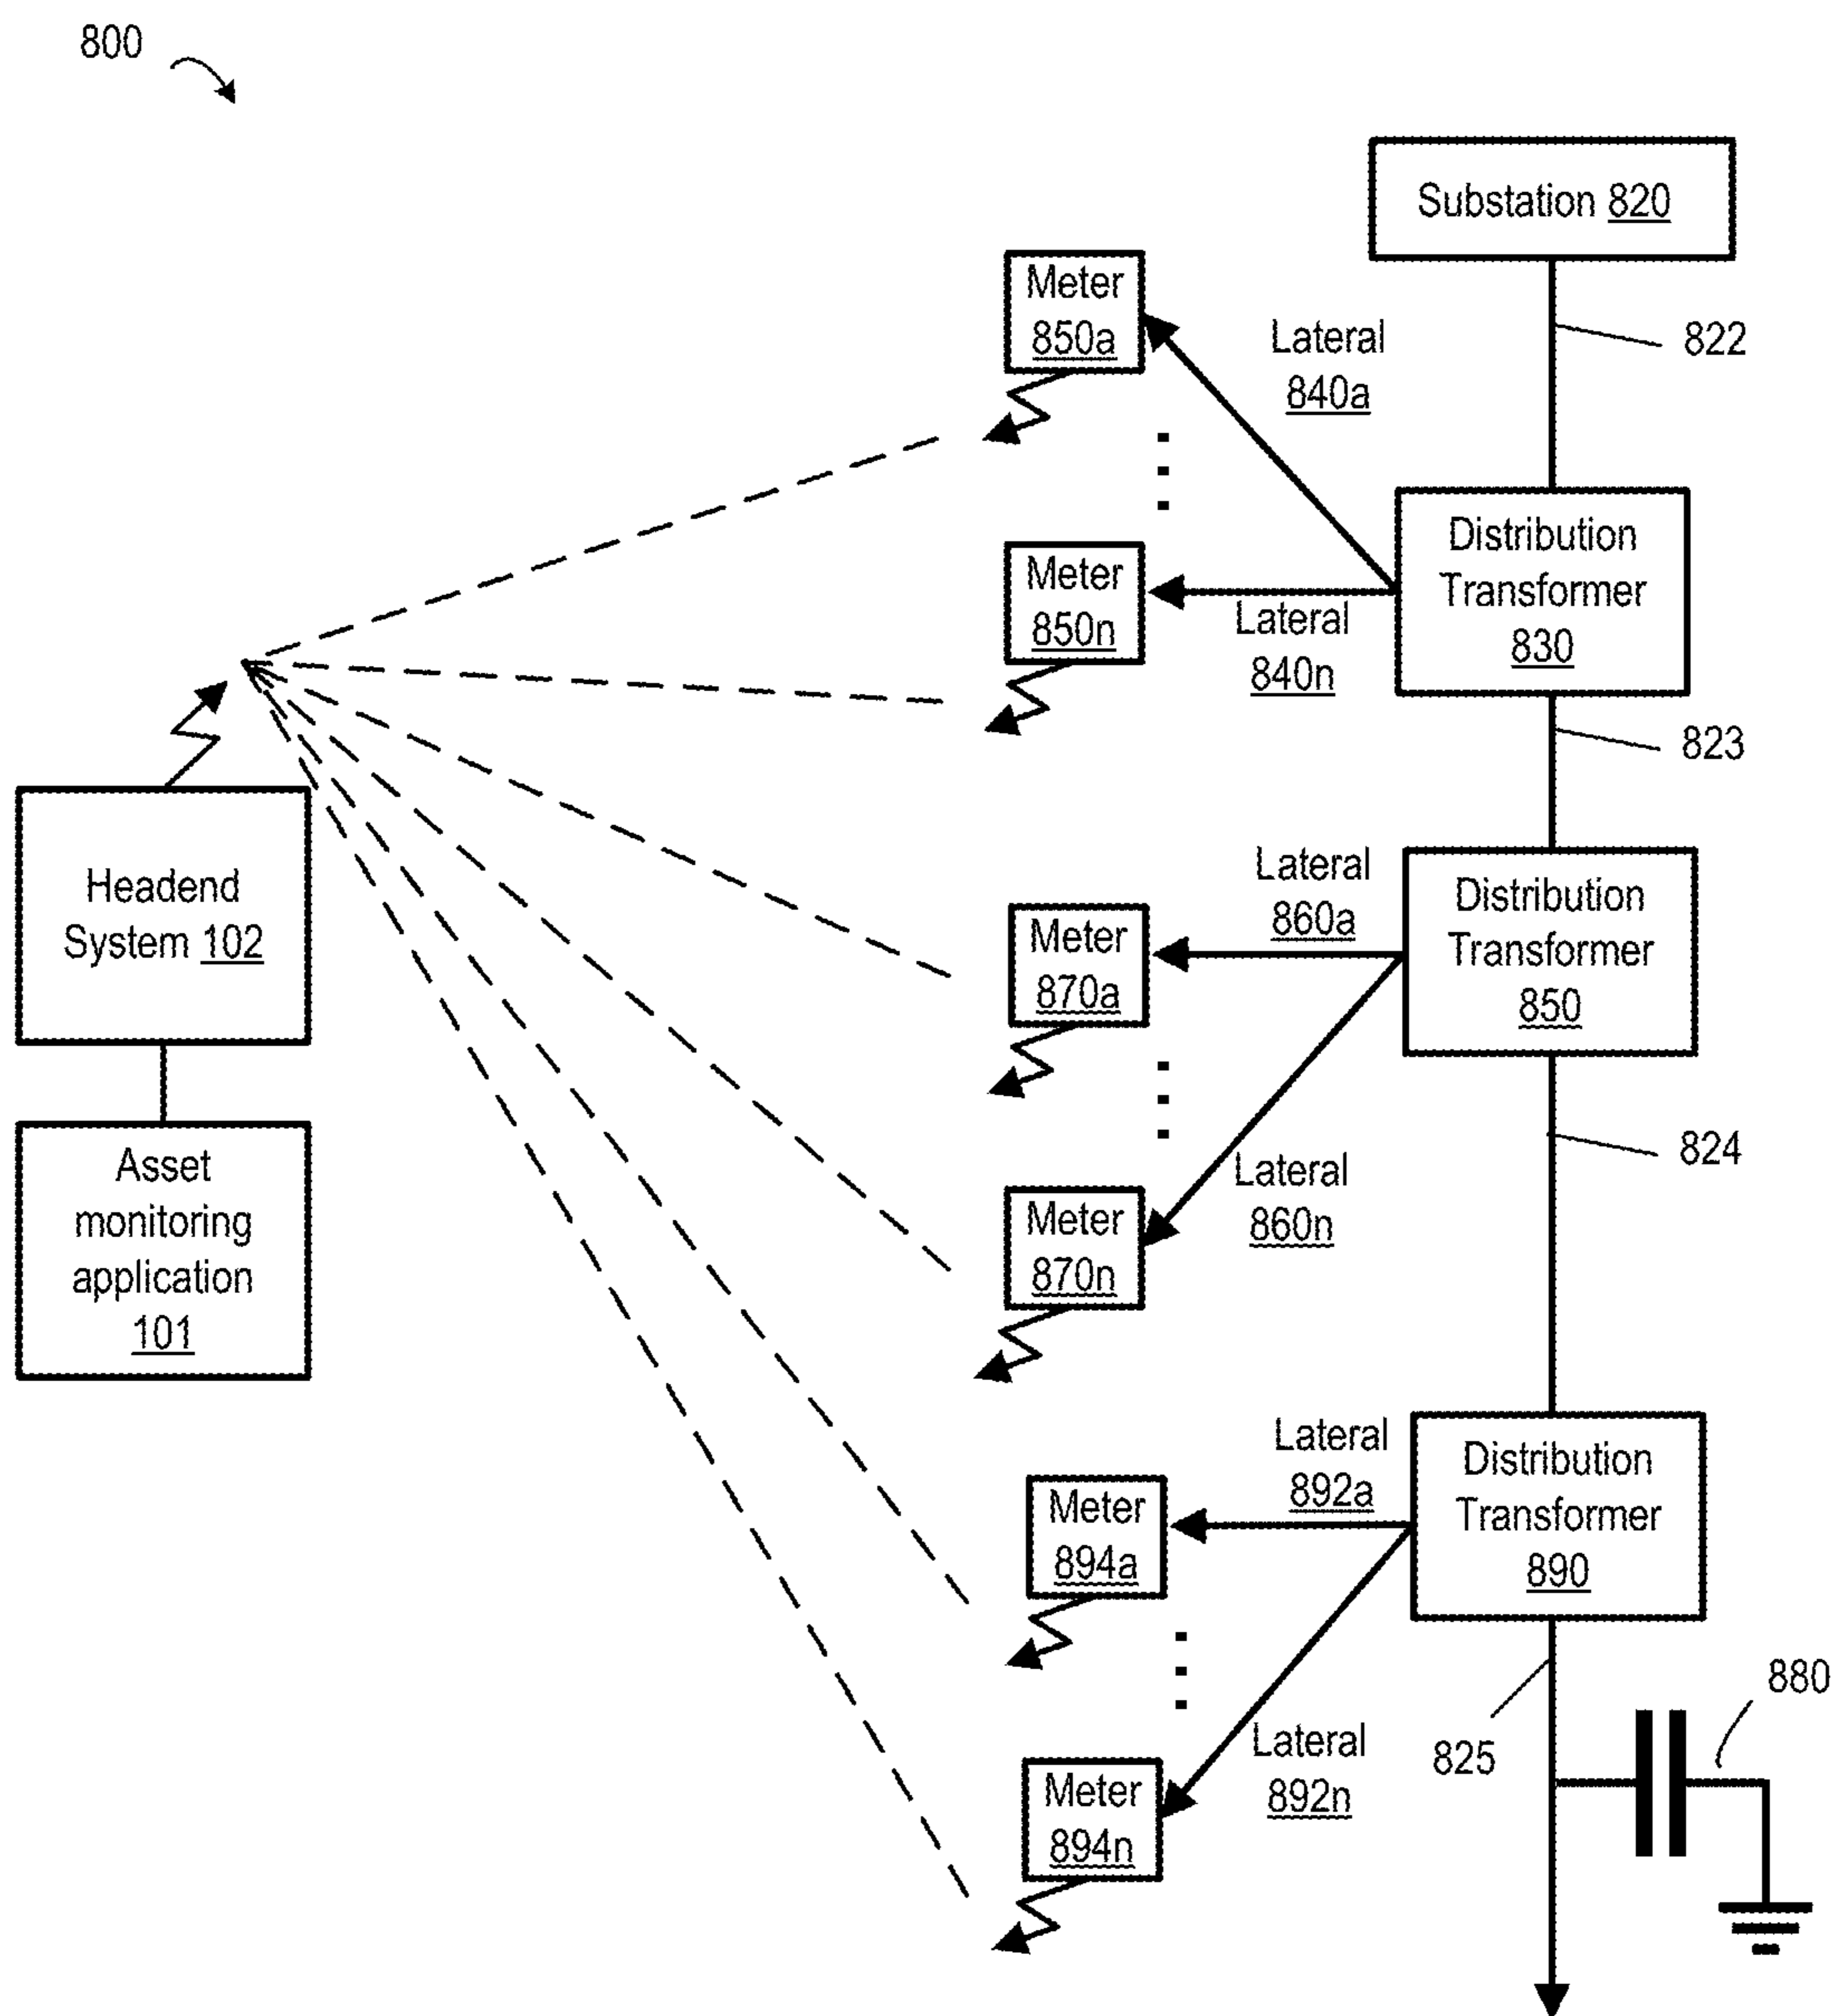 800
Substation 820
822
Meter
850a
Lateral
840a
Distribution
Transformer
830
Meter
850n
Lateral
840n
823
Headend
System 102
Asset
monitoring
application
101
Distribution
Transformer
850
Lateral
860a
Meter
870a
824
Lateral
860n
Meter
870n
Distribution
Transformer
890
Lateral
892a
Meter
894a
825
880
Lateral
892n
Meter
894n